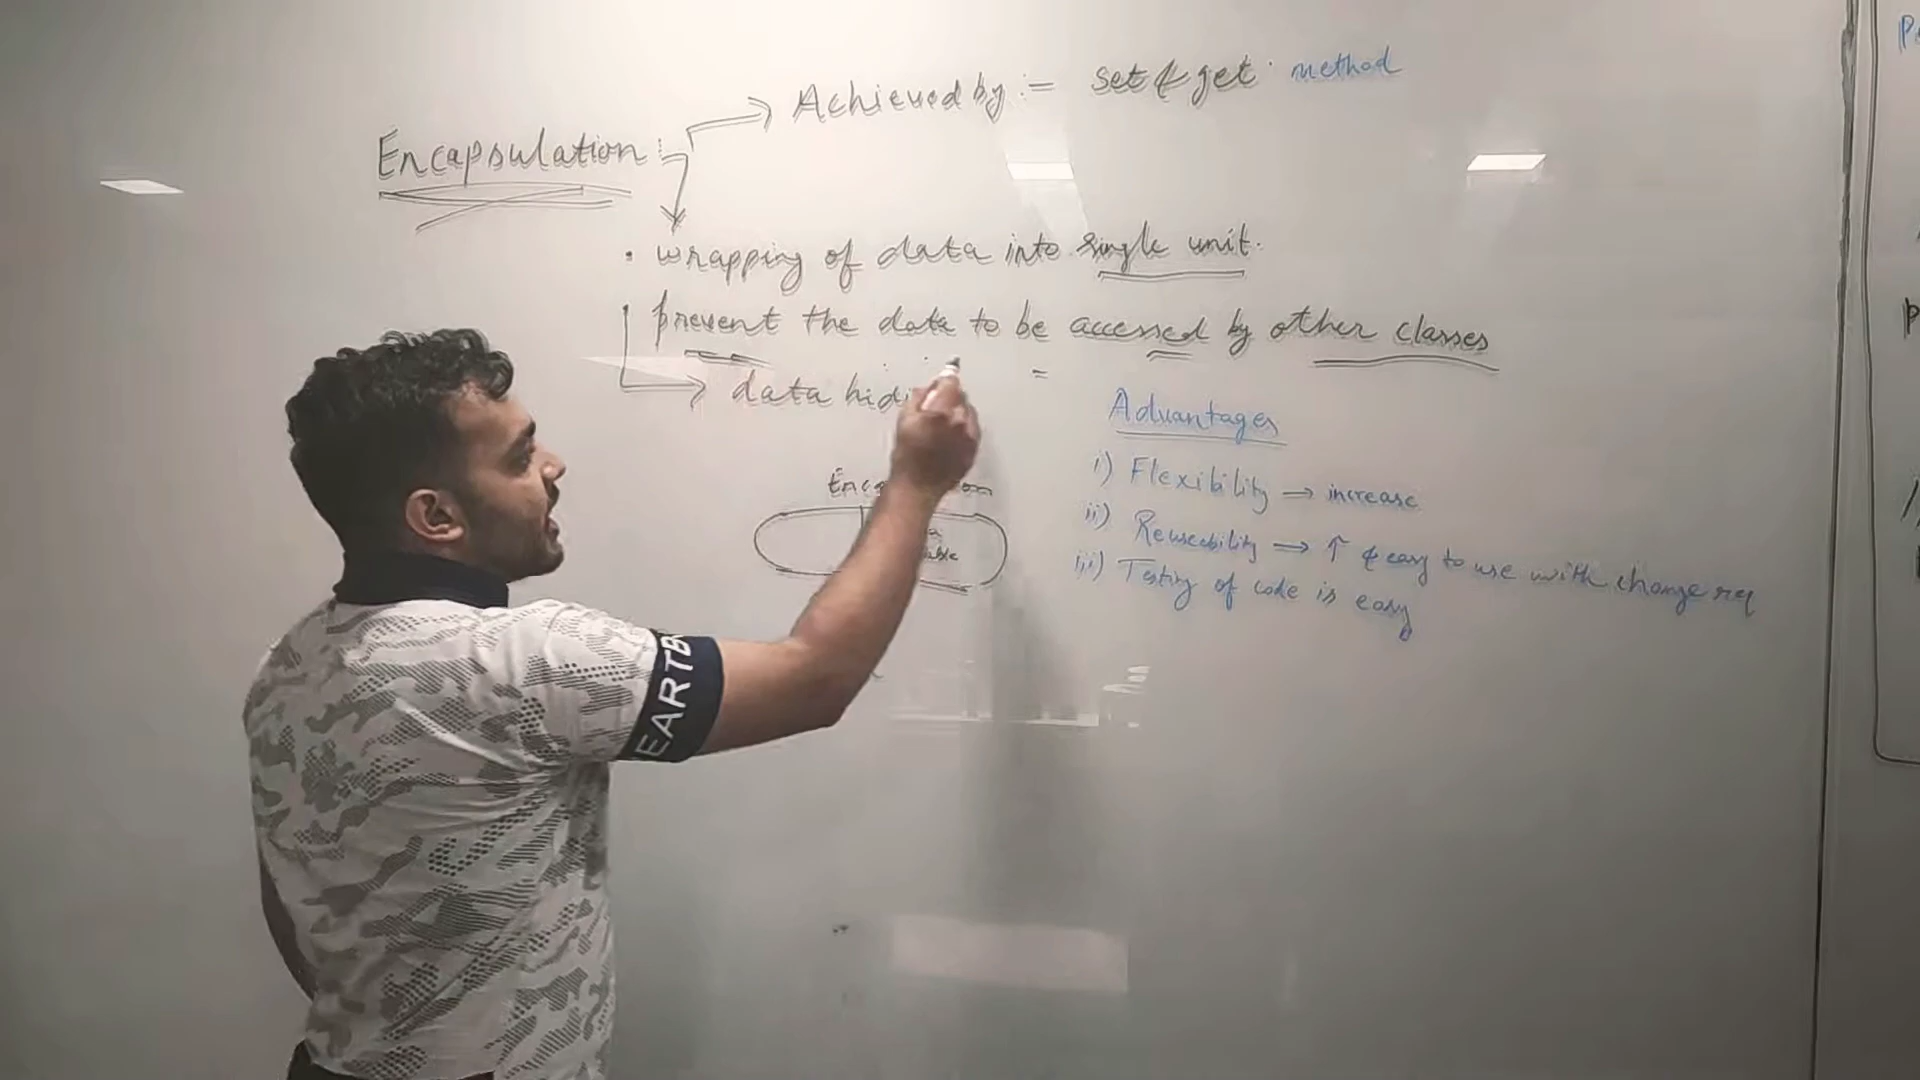 Achieved by :- set & get method
Encapsulation :-
• wrapping of data into single unit.
prevent the data to be accessed by other classes
data
Advantages
i) Flexibility → increase
ii) Reuseability → ↑ & easy to use with change req
iii) Testing of code is easy
EARTB